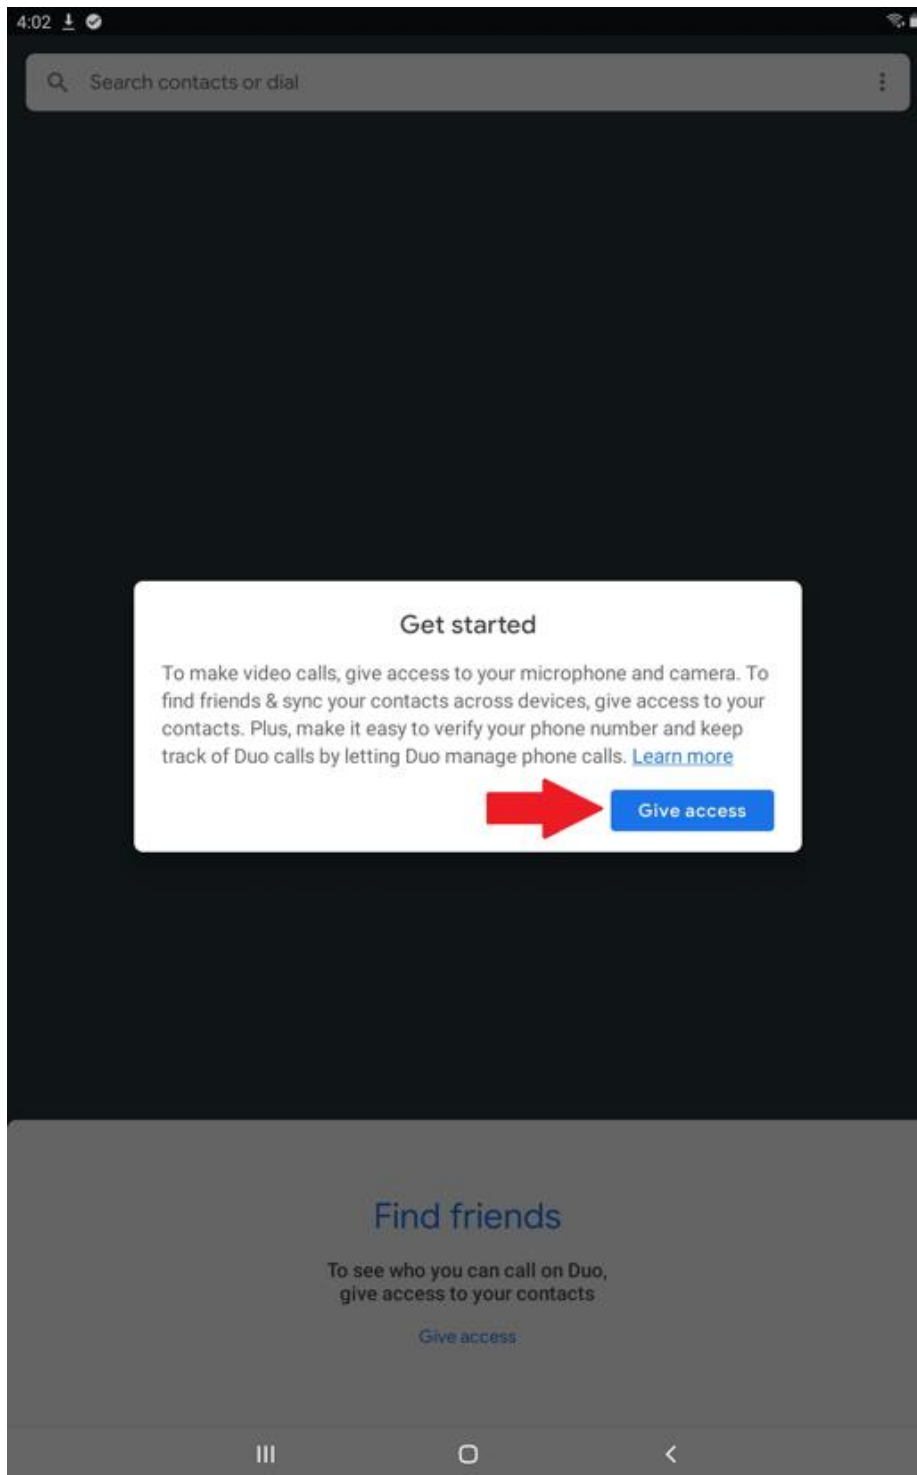 4:02
Search contacts or dial
Get started
To make video calls, give access to your microphone and camera. To
find friends & sync your contacts across devices, give access to your
contacts. Plus, make it easy to verify your phone number and keep
track of Duo calls by letting Duo manage phone calls. Learn more
Give access
Find friends
To see who you can call on Duo,
give access to your contacts
Give access